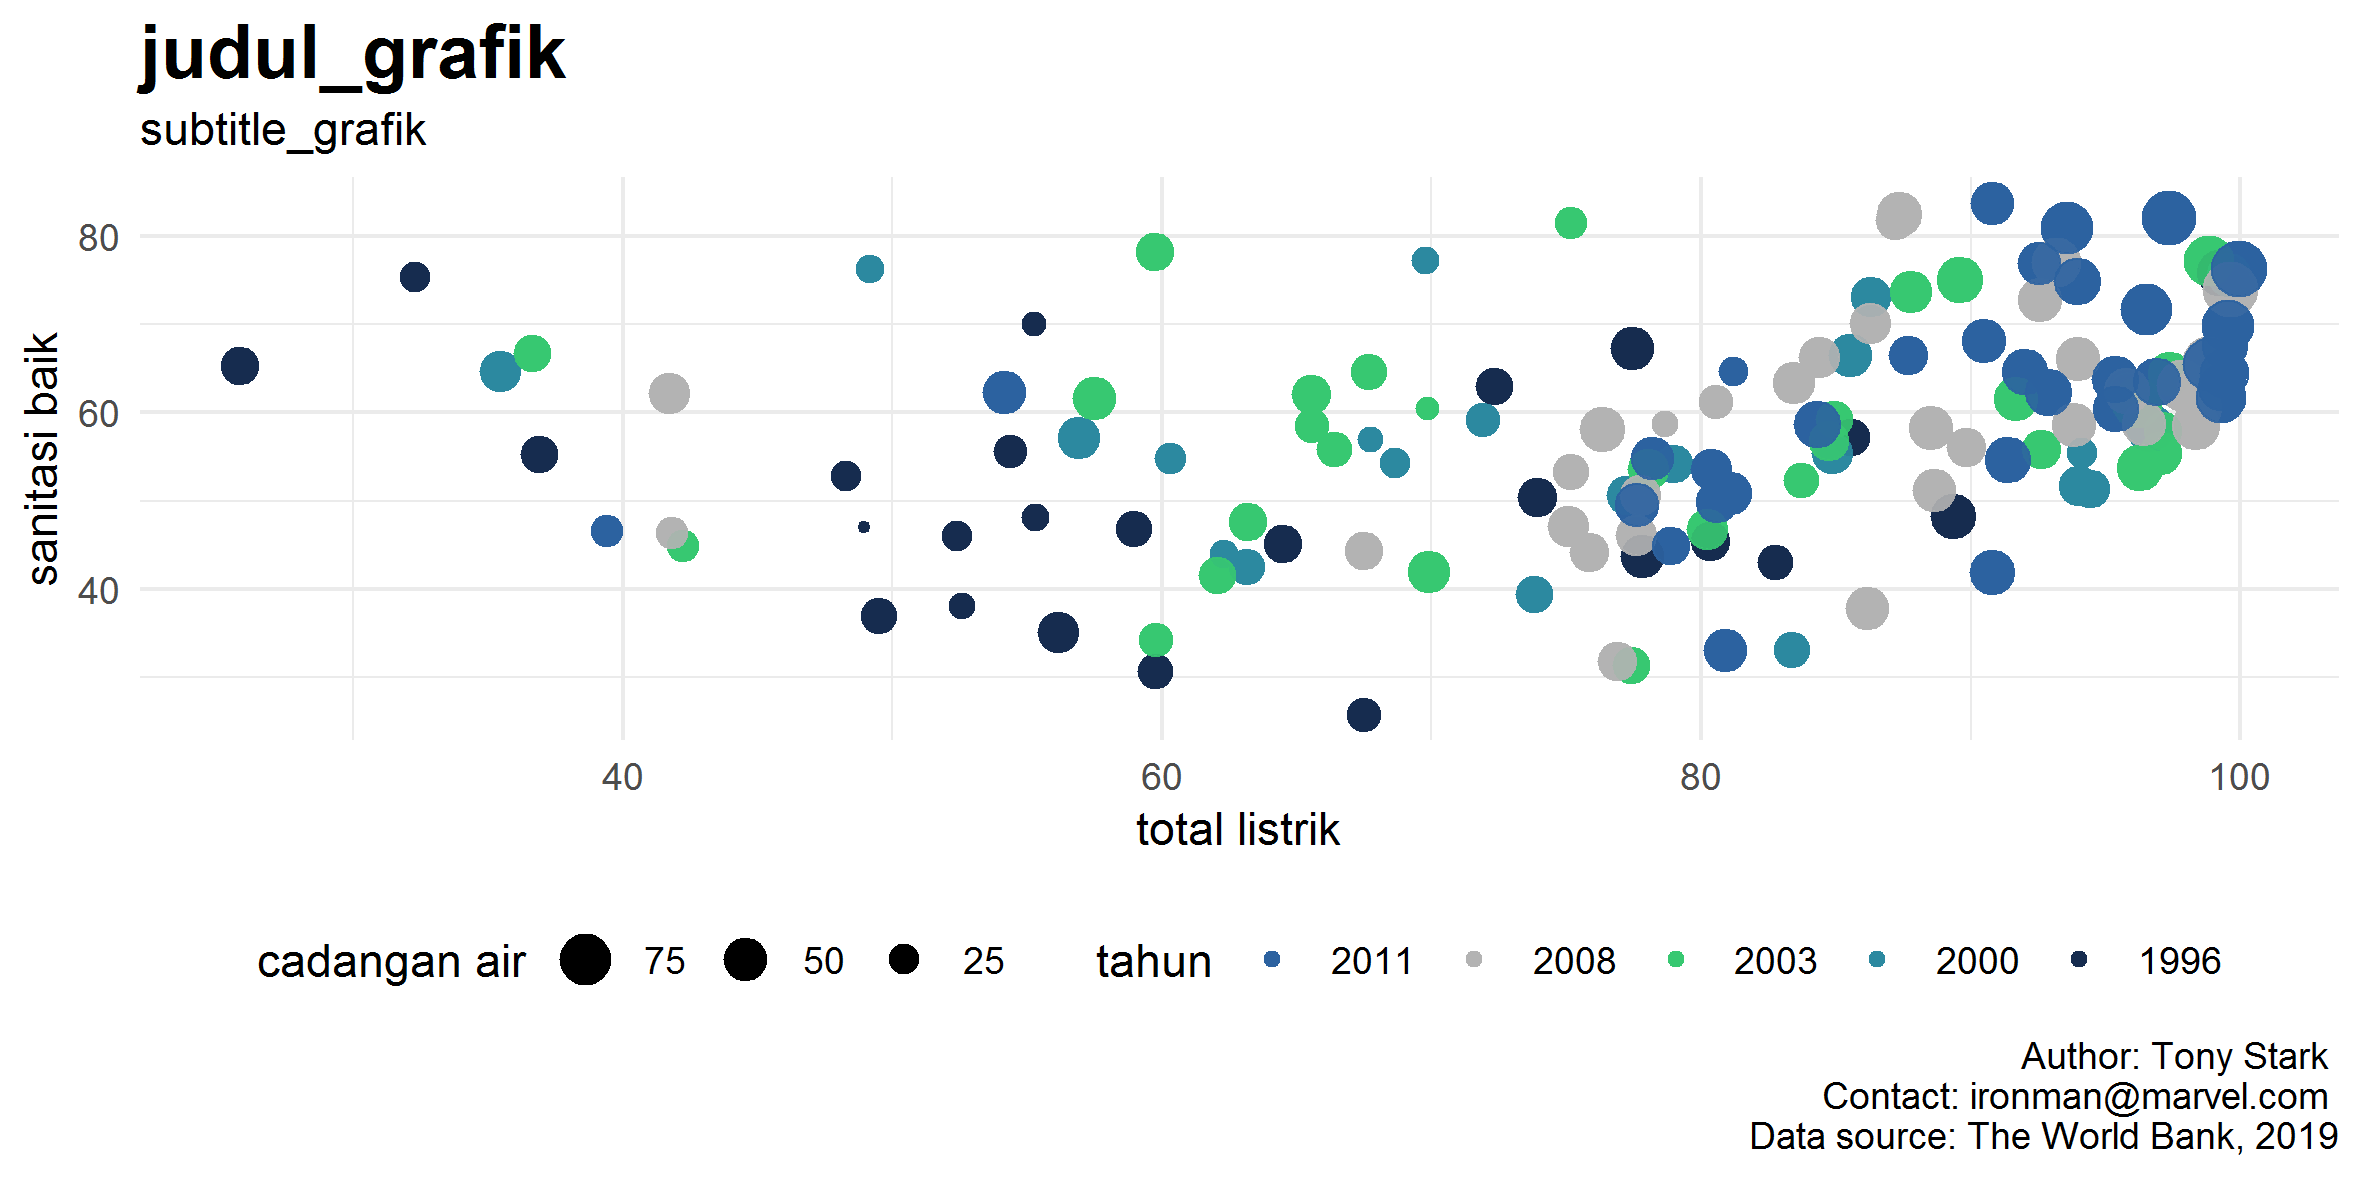 judul_grafik
subtitle_grafik
sanitasi baik
80
60
40
40 60 80 100
total listrik
cadangan air 75 50 25 tahun 2011 2008 2003 2000 1996
Author: Tony Stark
Contact: ironman@marvel.com
Data source: The World Bank, 2019